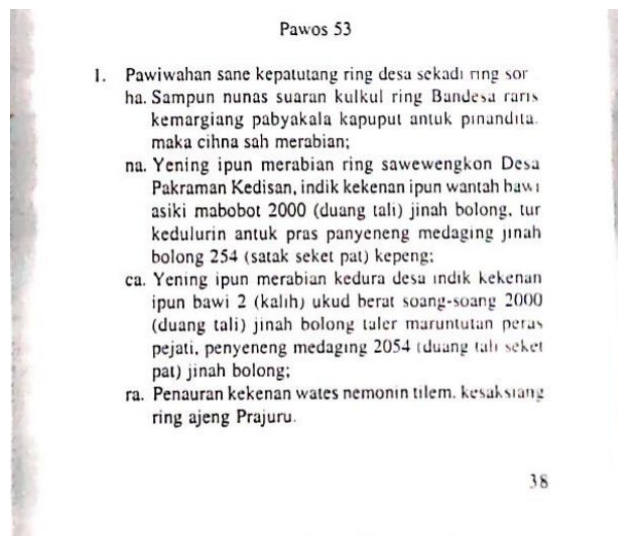 Pawos 53
1. Pawiwahan sane kepatutang ring desa sekadi ring sor
ha. Sampun nunas suaran kulkul ring Bandesa raris
kemargiang pabyakala kapuput antuk pinandita.
maka cihna sah merabian;
na. Yening ipun merabian ring sawewengkon Desa
Pakraman Kedisan, indik kekenan ipun wantah bawi
asiki mabobot 2000 (duang tali) jinah bolong, tur
kedulurin antuk pras panyeneng medaging jinah
bolong 254 (satak seket pat) kepeng;
ca. Yening ipun merabian kedura desa indik kekenan
ipun bawi 2 (kalih) ukud berat soang-soang 2000
(duang tali) jinah bolong taler maruntutan peras
pejati, penyeneng medaging 2054 (duang tali seket
pat) jinah bolong;
ra. Penauran kekenan wates nemonin tilem. kesaksiang
ring ajeng Prajuru.
38